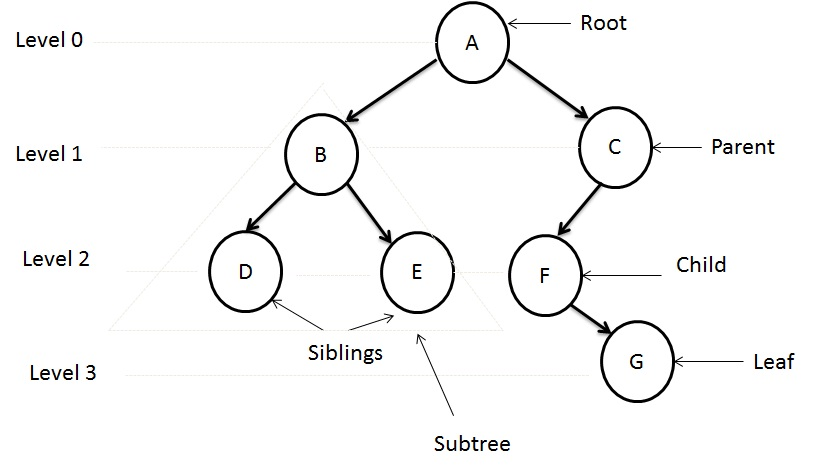 Root
Level 0
A
Level 1
B
C
Parent
Level 2
D
E
F
Child
Siblings
Level 3
G
Leaf
Subtree